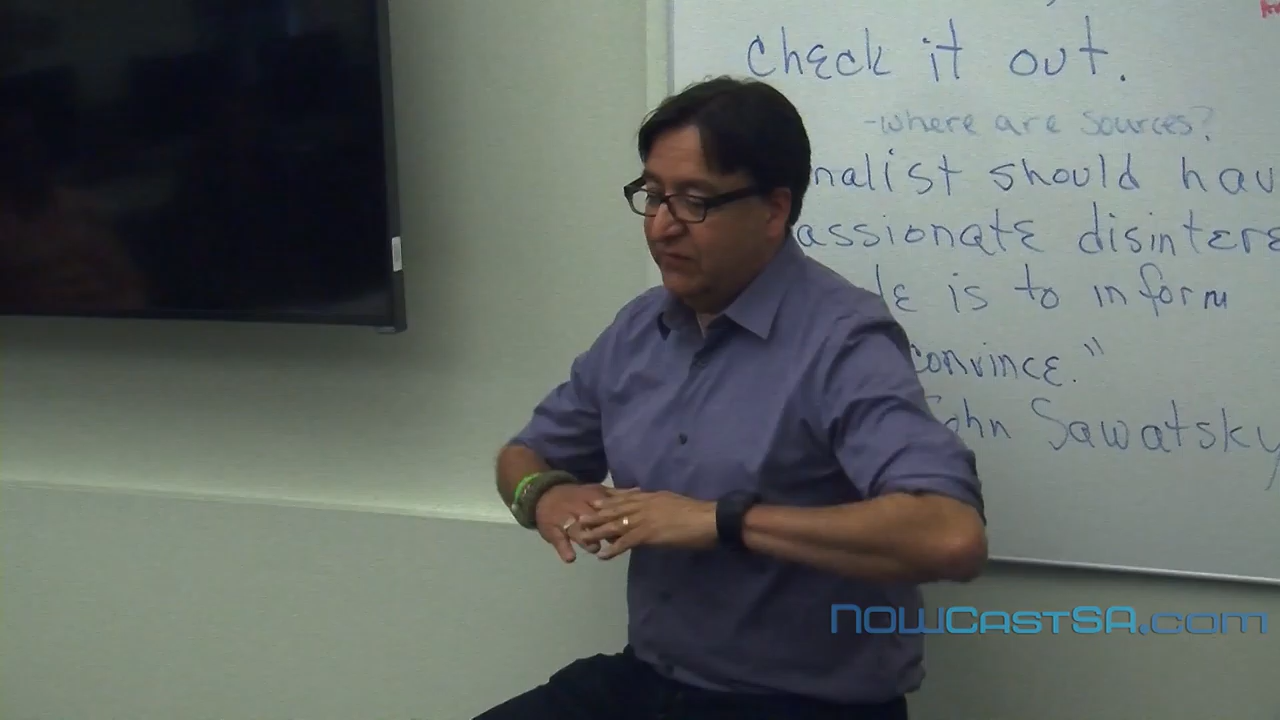 Check it out.
-where are sources?
nalist should hav
assionate disintere
is to inform
convince."
ohn Sawatsky
NowCastSA.com